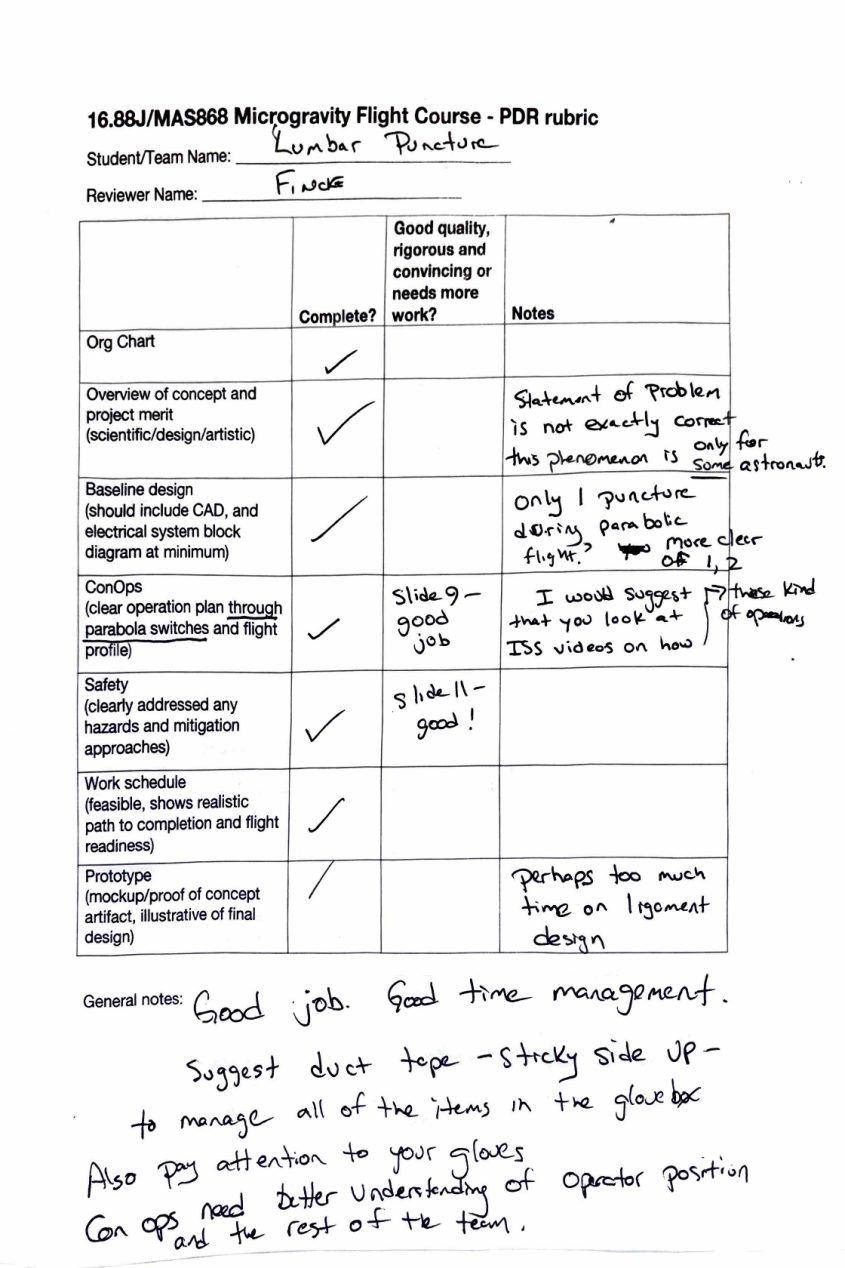 16.88J/MAS868 Microgravity Flight Course - PDR rubric
Student/Team Name: Lumbar Puncture
Reviewer Name: Fincke
Complete?
Good quality,
rigorous and
convincing or
needs more
work?
Notes
Org Chart
✓
Overview of concept and
project merit
(scientific/design/artistic)
✓
Statement of Problem
is not exactly correct
this phenomenon is only for
some astronauts.
Baseline design
(should include CAD, and
electrical system block
diagram at minimum)
✓
only 1 puncture
during parabolic
flight?
more clear
of 1, 2
ConOps
(clear operation plan through
parabola switches and flight
profile)
✓
Slide 9 -
good
job
I would suggest
that you look at
ISS videos on how
these kind
of operations
Safety
(clearly addressed any
hazards and mitigation
approaches)
✓
Slide 11 -
good!
Work schedule
(feasible, shows realistic
path to completion and flight
readiness)
✓
Prototype
(mockup/proof of concept
artifact, illustrative of final
design)
perhaps too much
time on ligament
design
General notes: Good job. Good time management.
Suggest duct tape - sticky side up -
to manage all of the items in the glovebox
Also pay attention to your gloves
Con ops need better understanding of operator position
and the rest of the team.